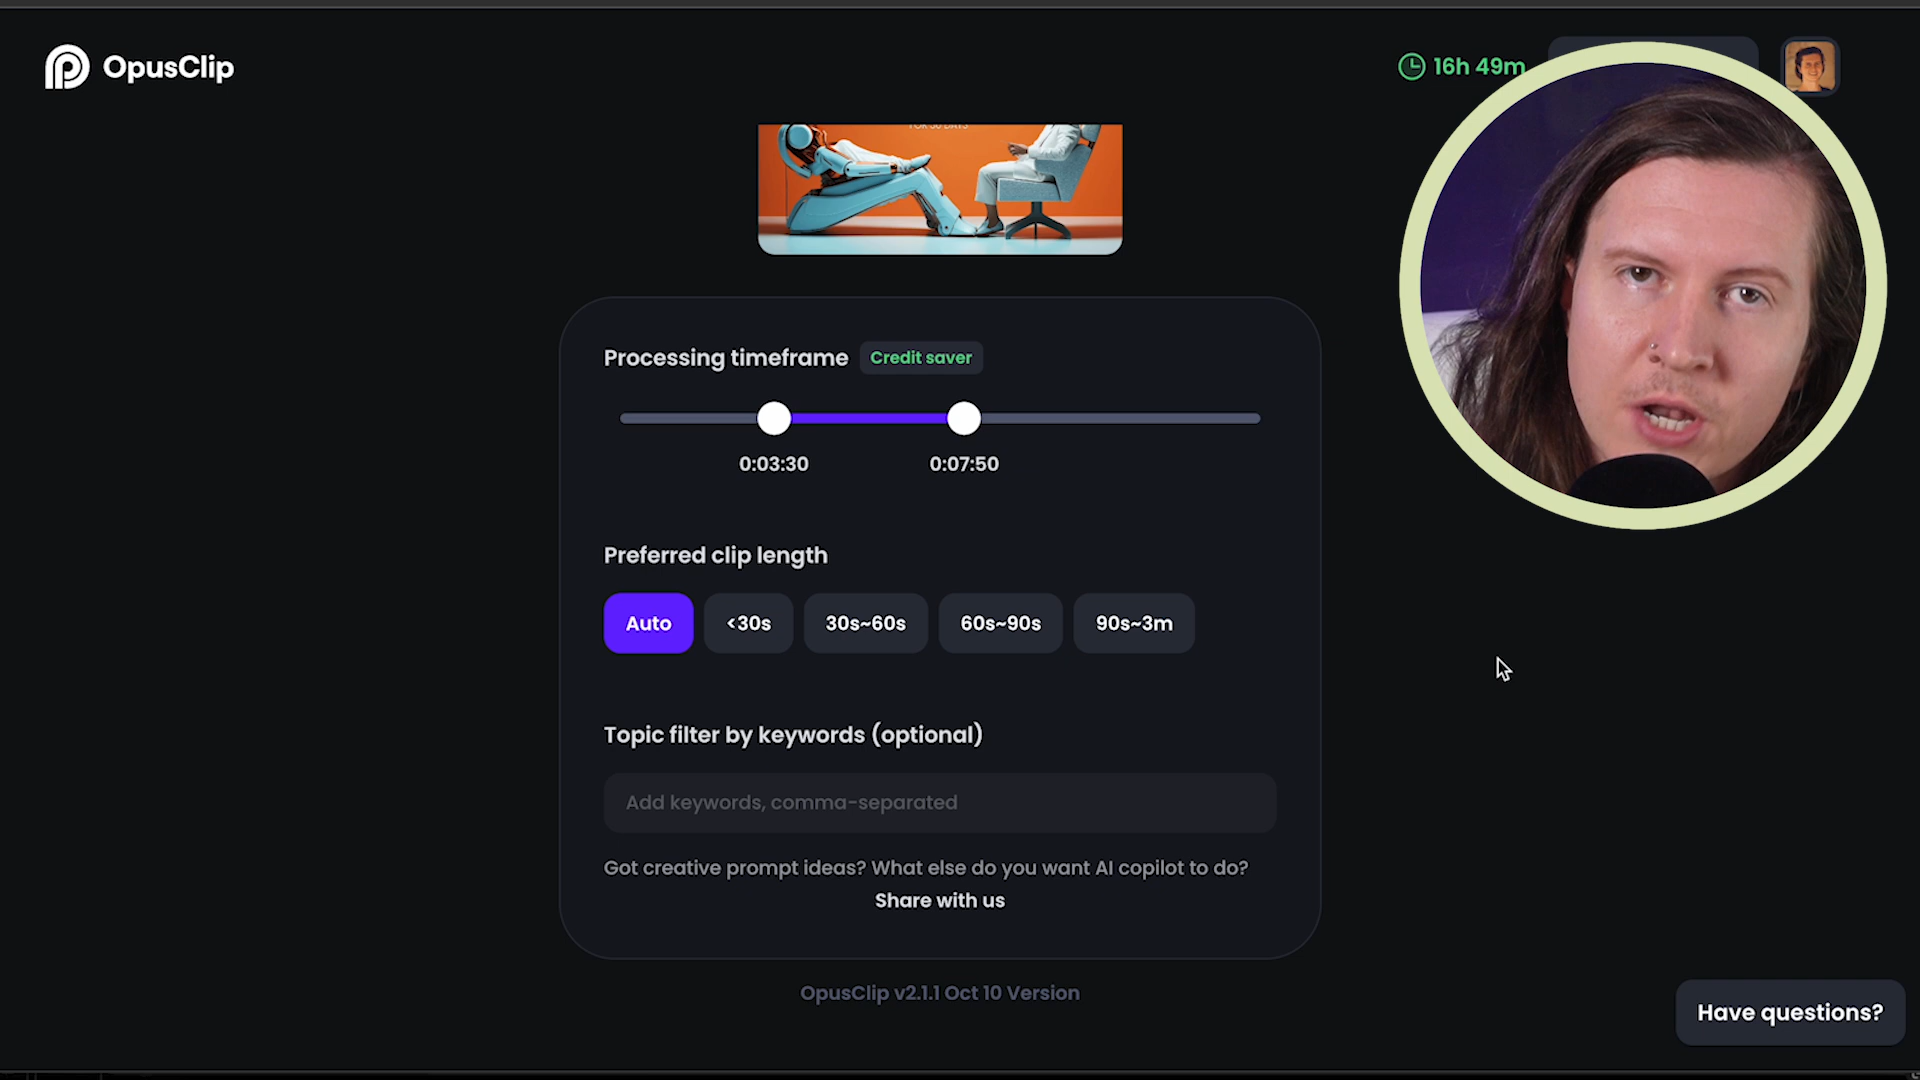 OpusClip
16h 49m
FOR 30 DAYS
Processing timeframe
Credit saver
0:03:30
0:07:50
Preferred clip length
Auto
<30s
30s~60s
60s~90s
90s~3m
Topic filter by keywords (optional)
Add keywords, comma-separated
Got creative prompt ideas? What else do you want AI copilot to do?
Share with us
OpusClip v2.1.1 Oct 10 Version
Have questions?